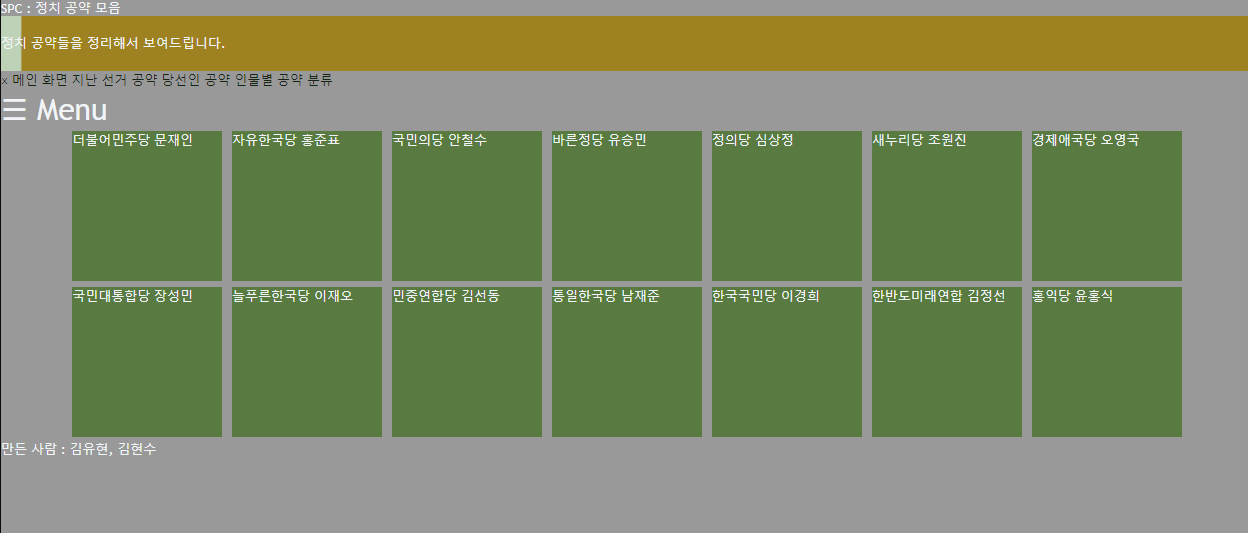 SPC : 정치 공약 모음
정치 공약들을 정리해서 보여드립니다.
x 메인 화면 지난 선거 공약 당선인 공약 인물별 공약 분류
☰ Menu
더불어민주당 문재인 자유한국당 홍준표 국민의당 안철수 바른정당 유승민 정의당 심상정 새누리당 조원진 경제애국당 오영국
국민대통합당 장성민 늘푸른한국당 이재오 민중연합당 김선동 통일한국당 남재준 한국국민당 이경희 한반도미래연합 김정선 홍익당 윤홍식
만든 사람 : 김유현, 김현수